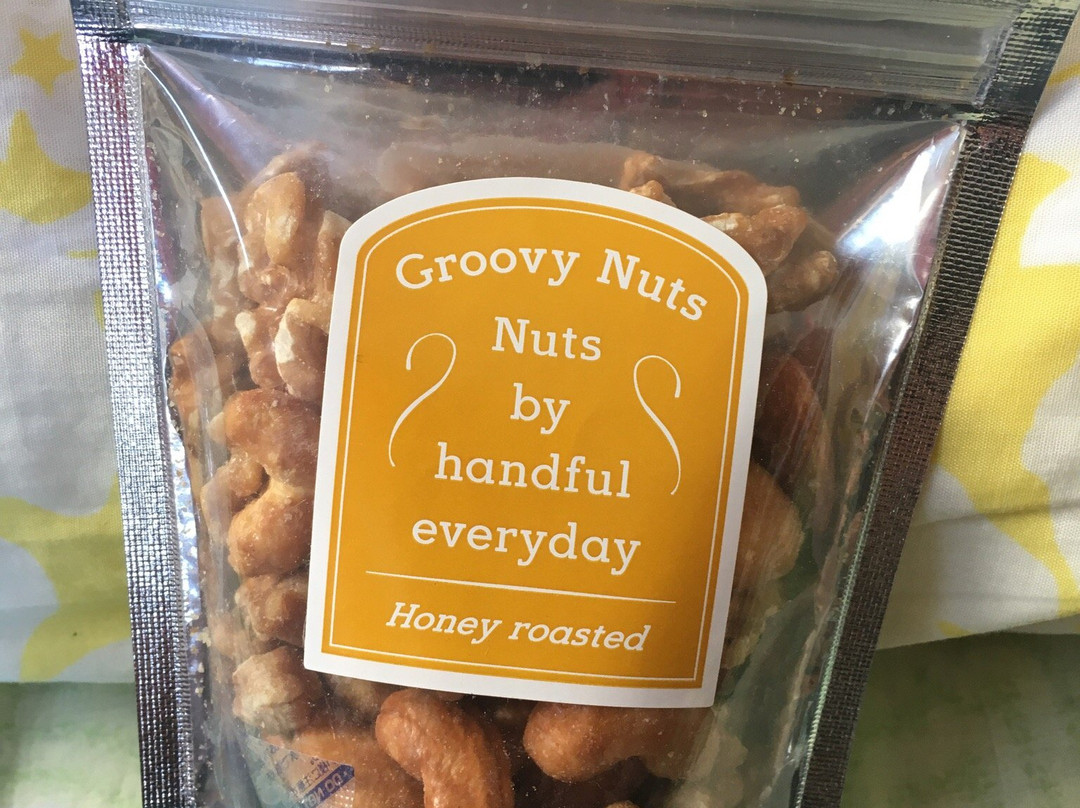 Groovy Nuts
Nuts
by
handful
everyday
Honey roasted